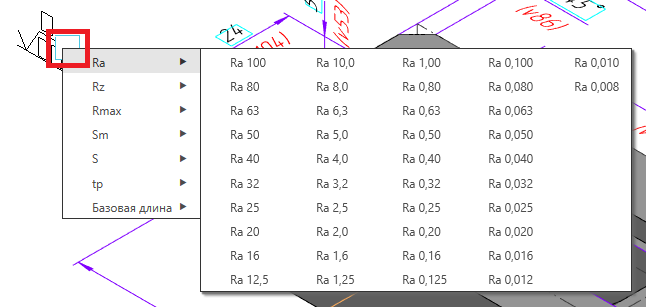 24
(v53)
(v86)
45°
Ra Ra 100 Ra 10,0 Ra 1,00 Ra 0,100 Ra 0,010
Rz Ra 80 Ra 8,0 Ra 0,80 Ra 0,080 Ra 0,008
Rmax Ra 63 Ra 6,3 Ra 0,63 Ra 0,063
Sm Ra 50 Ra 5,0 Ra 0,50 Ra 0,050
S Ra 40 Ra 4,0 Ra 0,40 Ra 0,040
tp Ra 32 Ra 3,2 Ra 0,32 Ra 0,032
Базовая длина Ra 25 Ra 2,5 Ra 0,25 Ra 0,025
Ra 20 Ra 2,0 Ra 0,20 Ra 0,020
Ra 16 Ra 1,6 Ra 0,16 Ra 0,016
Ra 12,5 Ra 1,25 Ra 0,125 Ra 0,012